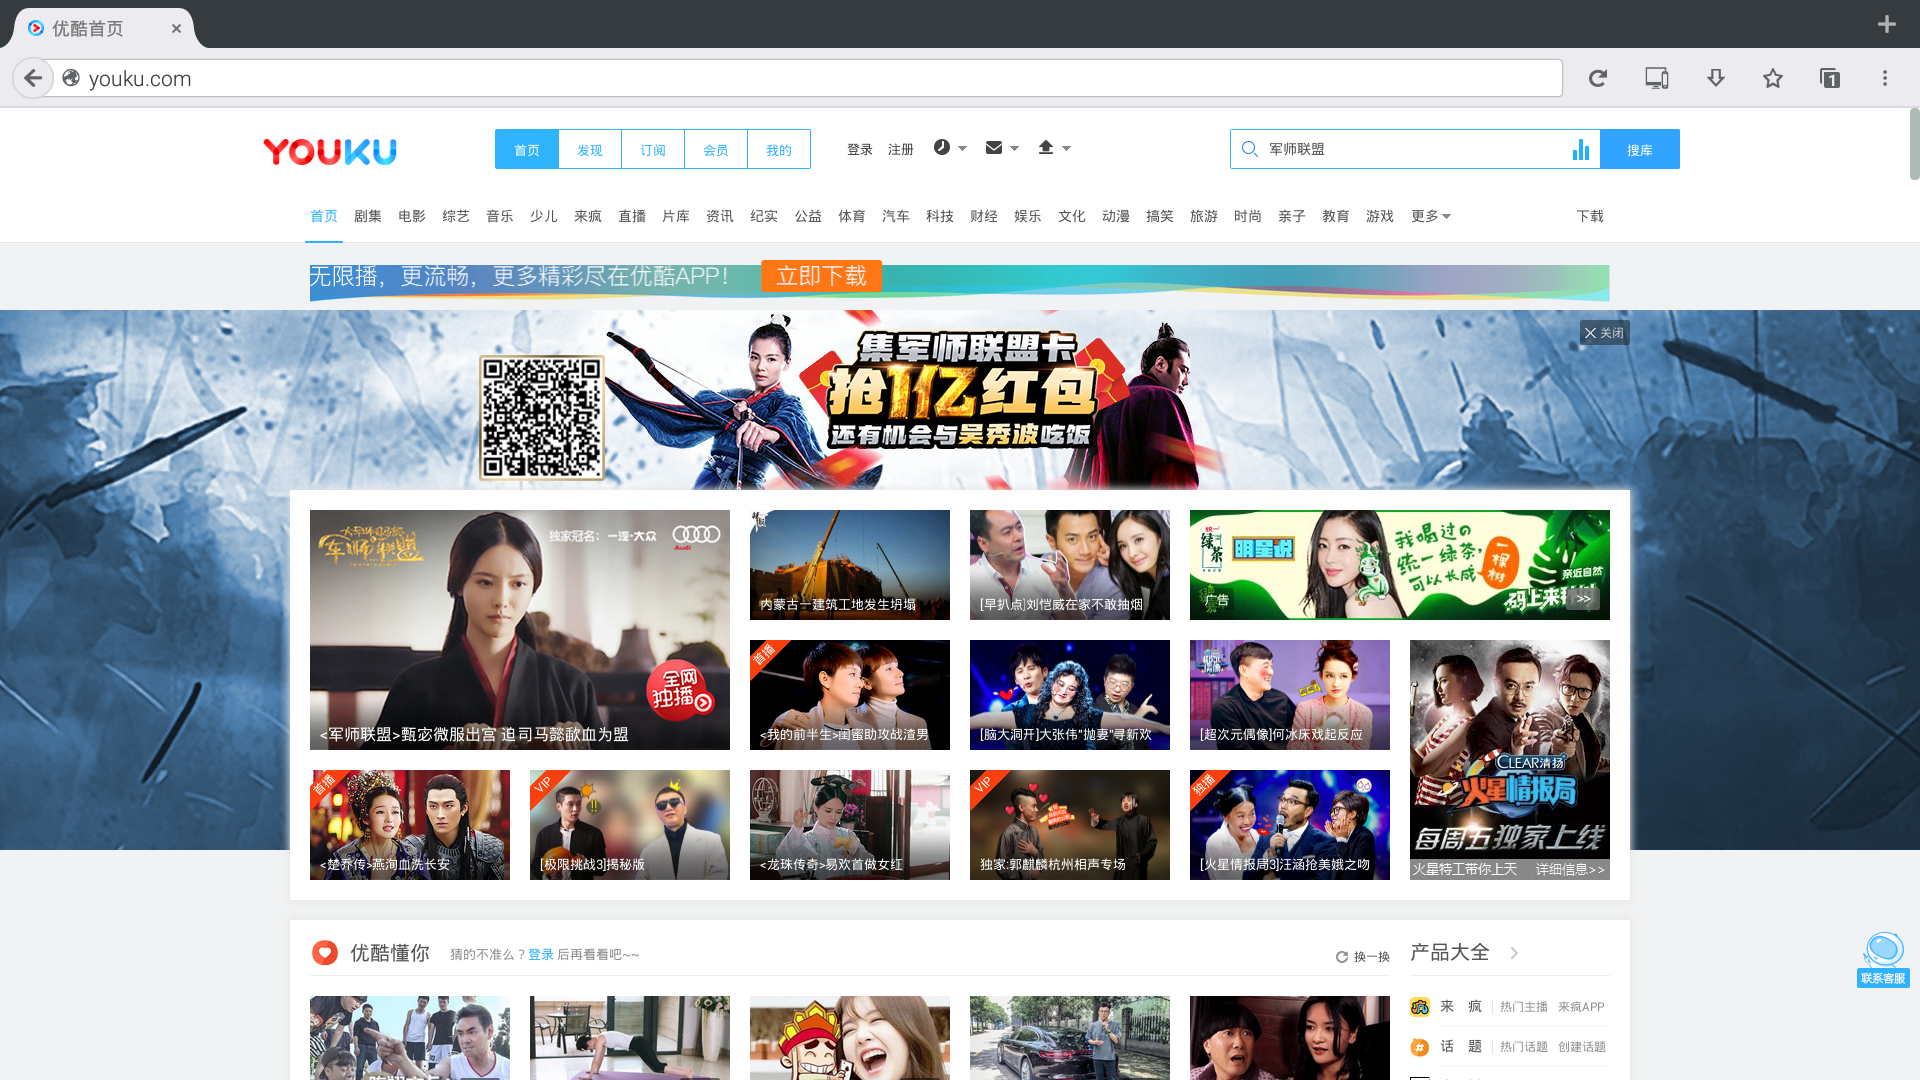 优酷首页
youku.com
YOUKU
首页 发现 订阅 会员 我的
登录 注册
军师联盟
搜库
首页 剧集 电影 综艺 音乐 少儿 来疯 直播 片库 资讯 纪实 公益 体育 汽车 科技 财经 娱乐 文化 动漫 搞笑 旅游 时尚 亲子 教育 游戏 更多
下载
无限播，更流畅，更多精彩尽在优酷APP！ 立即下载
关闭
集军师联盟卡
抢1亿红包
还有机会与吴秀波吃饭
军师联盟
独家冠名：一汽-大众
Audi
全网
独播
<军师联盟>甄宓微服出宫 迫司马懿歃血为盟
内蒙古一建筑工地发生坍塌
[早扒点]刘恺威在家不敢抽烟
统一
绿茶
明星说
我喝过の
统一绿茶,
可以长成
一棵树
亲近自然
码上来
广告
>>
首播
<我的前半生>闺蜜助攻战渣男
[脑大洞开]大张伟"抛妻"寻新欢
[超次元偶像]何冰床戏起反应
CLEAR清扬
火星情报局
每周五独家上线
火星特工带你上天 详细信息>>
首播
<楚乔传>燕洵血洗长安
VIP
[极限挑战3]揭秘版
<龙珠传奇>易欢首做女红
VIP
独家:郭麒麟杭州相声专场
独播
[火星情报局3]汪涵抢美娥之吻
优酷懂你
猜的不准么？登录 后再看看吧~~
换一换
产品大全
来 疯 热门主播 来疯APP
话 题 热门话题 创建话题
联系客服